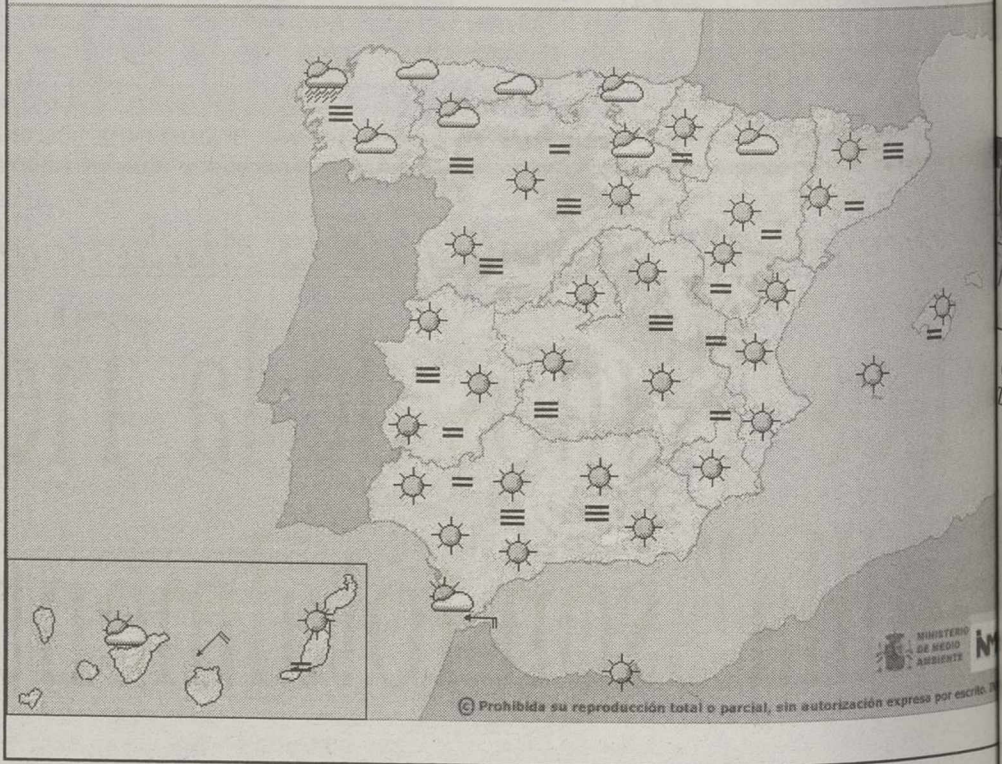 MINISTERIO
DE MEDIO
AMBIENTE
© Prohibida su reproducción total o parcial, sin autorización expresa por escrito.